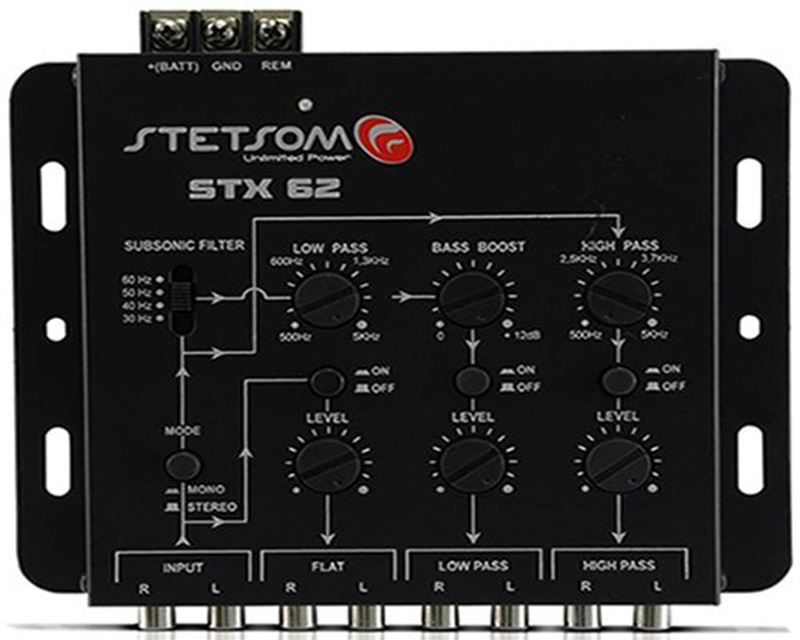 +(BATT) GND REM
STETSOM
Unlimited Power
STX 62
SUBSONIC FILTER
60 Hz
50 Hz
40 Hz
30 Hz
LOW PASS
600Hz 1,3KHz
500Hz 5KHz
BASS BOOST
0 +12dB
HIGH PASS
2,5KHz 3,7KHz
500Hz 5KHz
ON
OFF
ON
OFF
ON
OFF
MODE
MONO
STEREO
LEVEL
LEVEL
LEVEL
INPUT
R L
FLAT
R L
LOW PASS
R L
HIGH PASS
R L